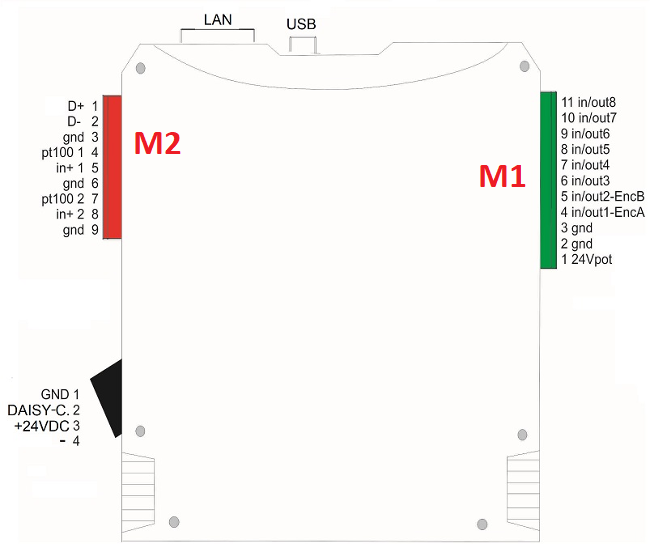 LAN
USB
D+ 1
D- 2
gnd 3
pt100 1 4
in+ 1 5
gnd 6
pt100 2 7
in+ 2 8
gnd 9
M2
M1
11 in/out8
10 in/out7
9 in/out6
8 in/out5
7 in/out4
6 in/out3
5 in/out2-EncB
4 in/out1-EncA
3 gnd
2 gnd
1 24Vpot
GND 1
DAISY-C. 2
+24VDC 3
- 4